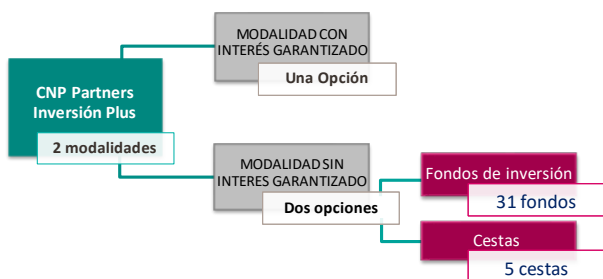 CNP Partners
Inversión Plus
2 modalidades
MODALIDAD CON
INTERÉS GARANTIZADO
Una Opción
MODALIDAD SIN
INTERES GARANTIZADO
Dos opciones
Fondos de inversión
31 fondos
Cestas
5 cestas